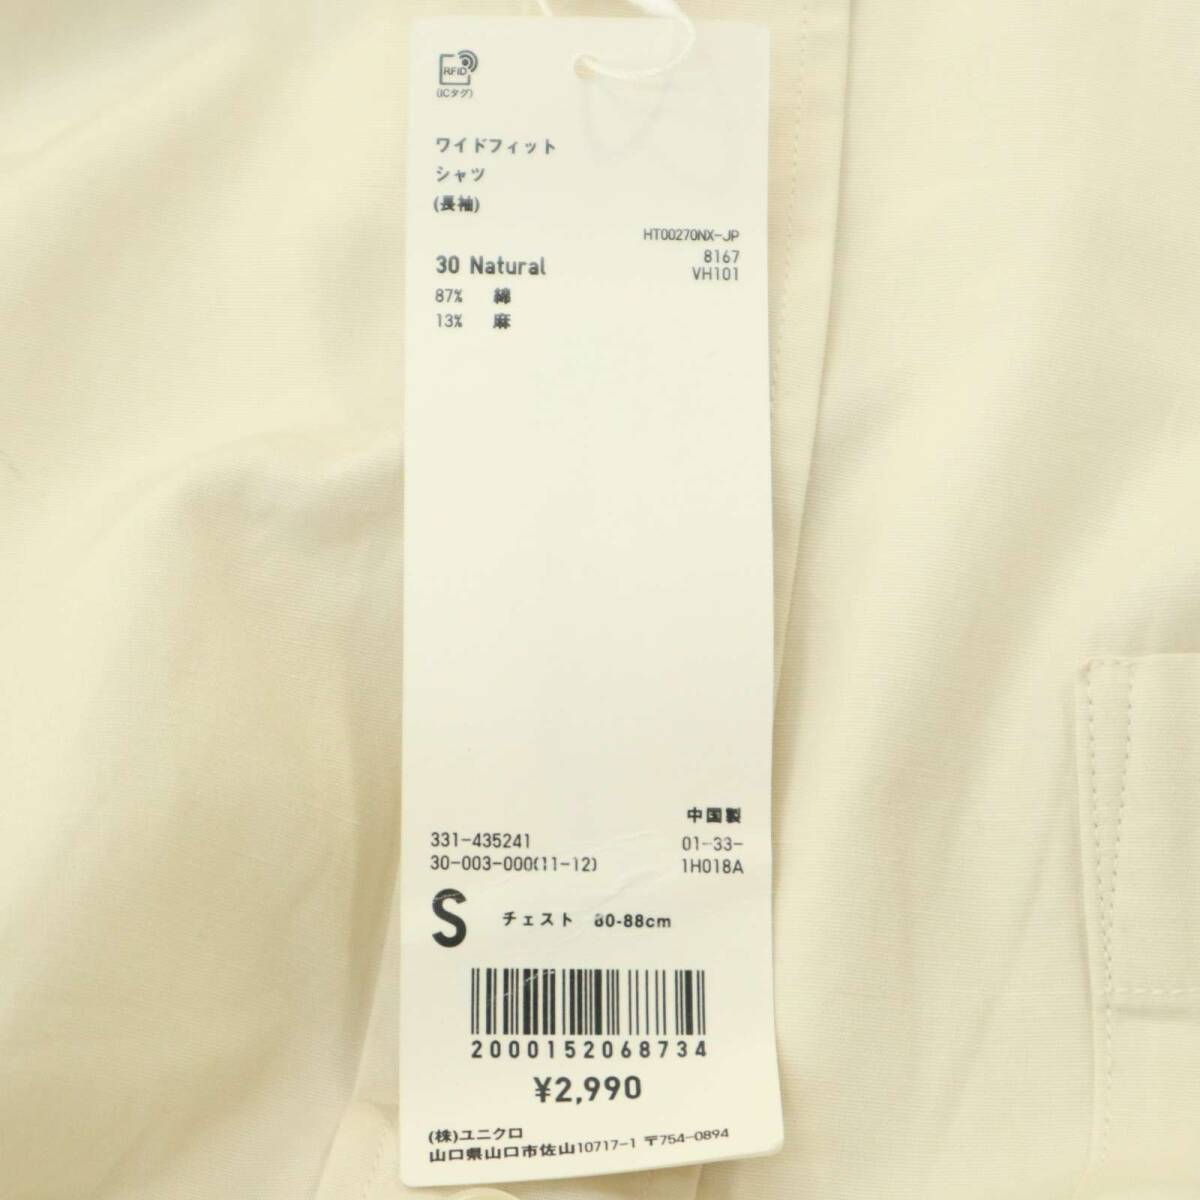 RFID
(ICタグ)
ワイドフィット
シャツ
(長袖)
HT00270NX-JP
8167
VH101
30 Natural
87% 綿
13% 麻
中国製
331-435241
01-33-
30-003-000(11-12)
1H018A
S チェスト 80-88cm
2000152068734
¥2,990
(株)ユニクロ
山口県山口市佐山10717-1 〒754-0894